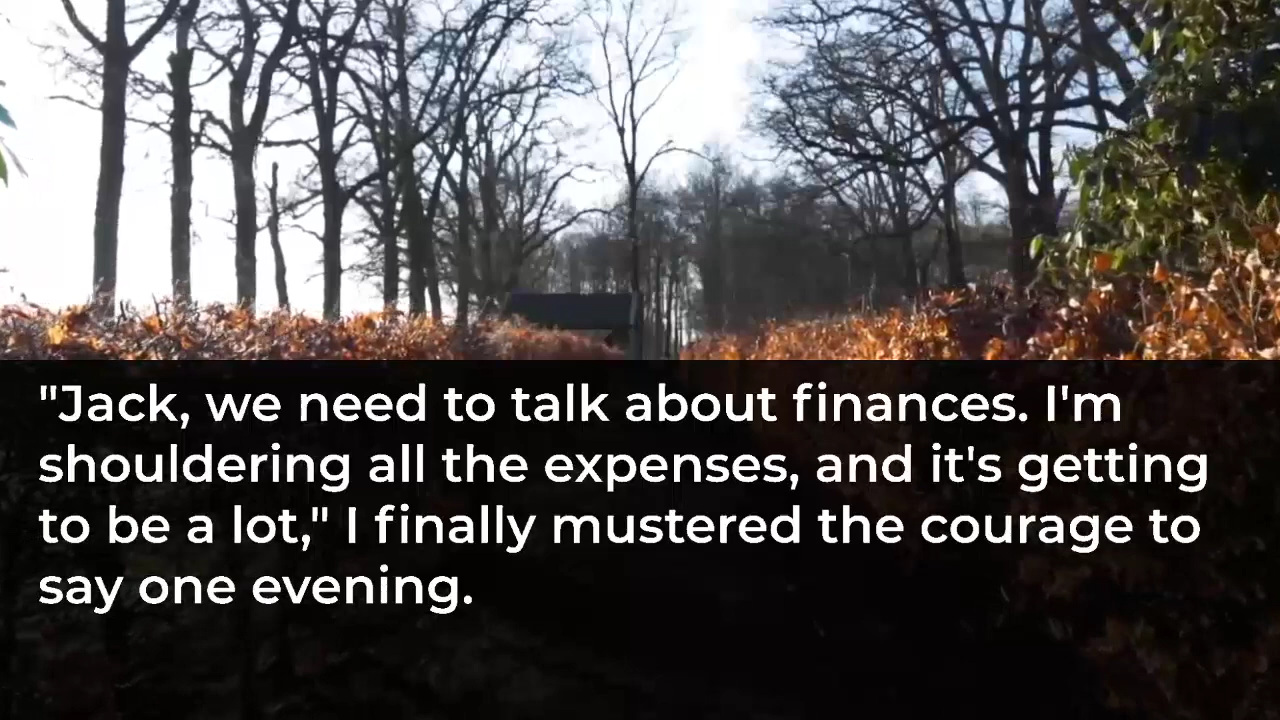 "Jack, we need to talk about finances. I'm
shouldering all the expenses, and it's getting
to be a lot," I finally mustered the courage to
say one evening.